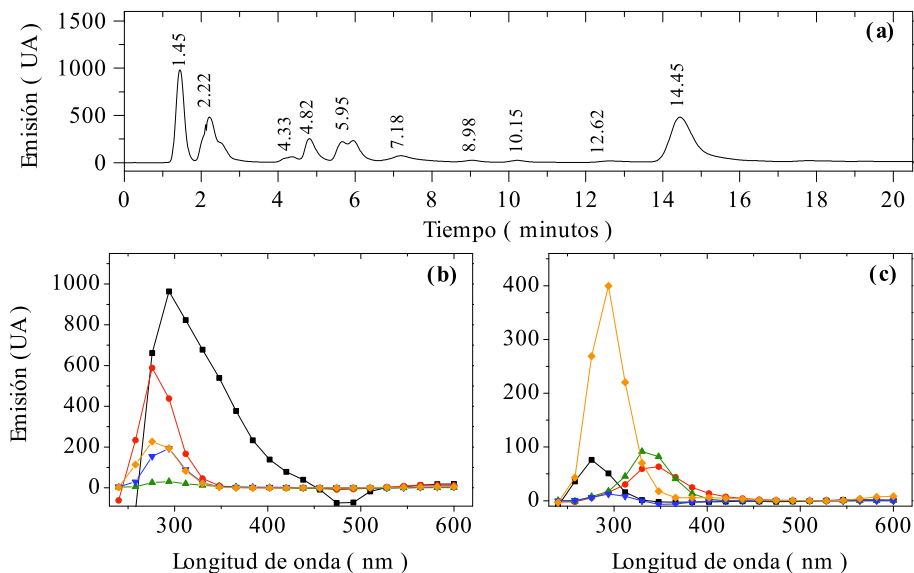 (a)
Emisión ( UA)
1500
1000
500
0
1.45
2.22
4.33
4.82
5.95
7.18
8.98
10.15
12.62
14.45
0 2 4 6 8 10 12 14 16 18 20
Tiempo ( minutos )
(b)
Emisión (UA)
1000
800
600
400
200
0
300 400 500 600
Longitud de onda ( nm )
(c)
400
300
200
100
0
300 400 500 600
Longitud de onda ( nm )